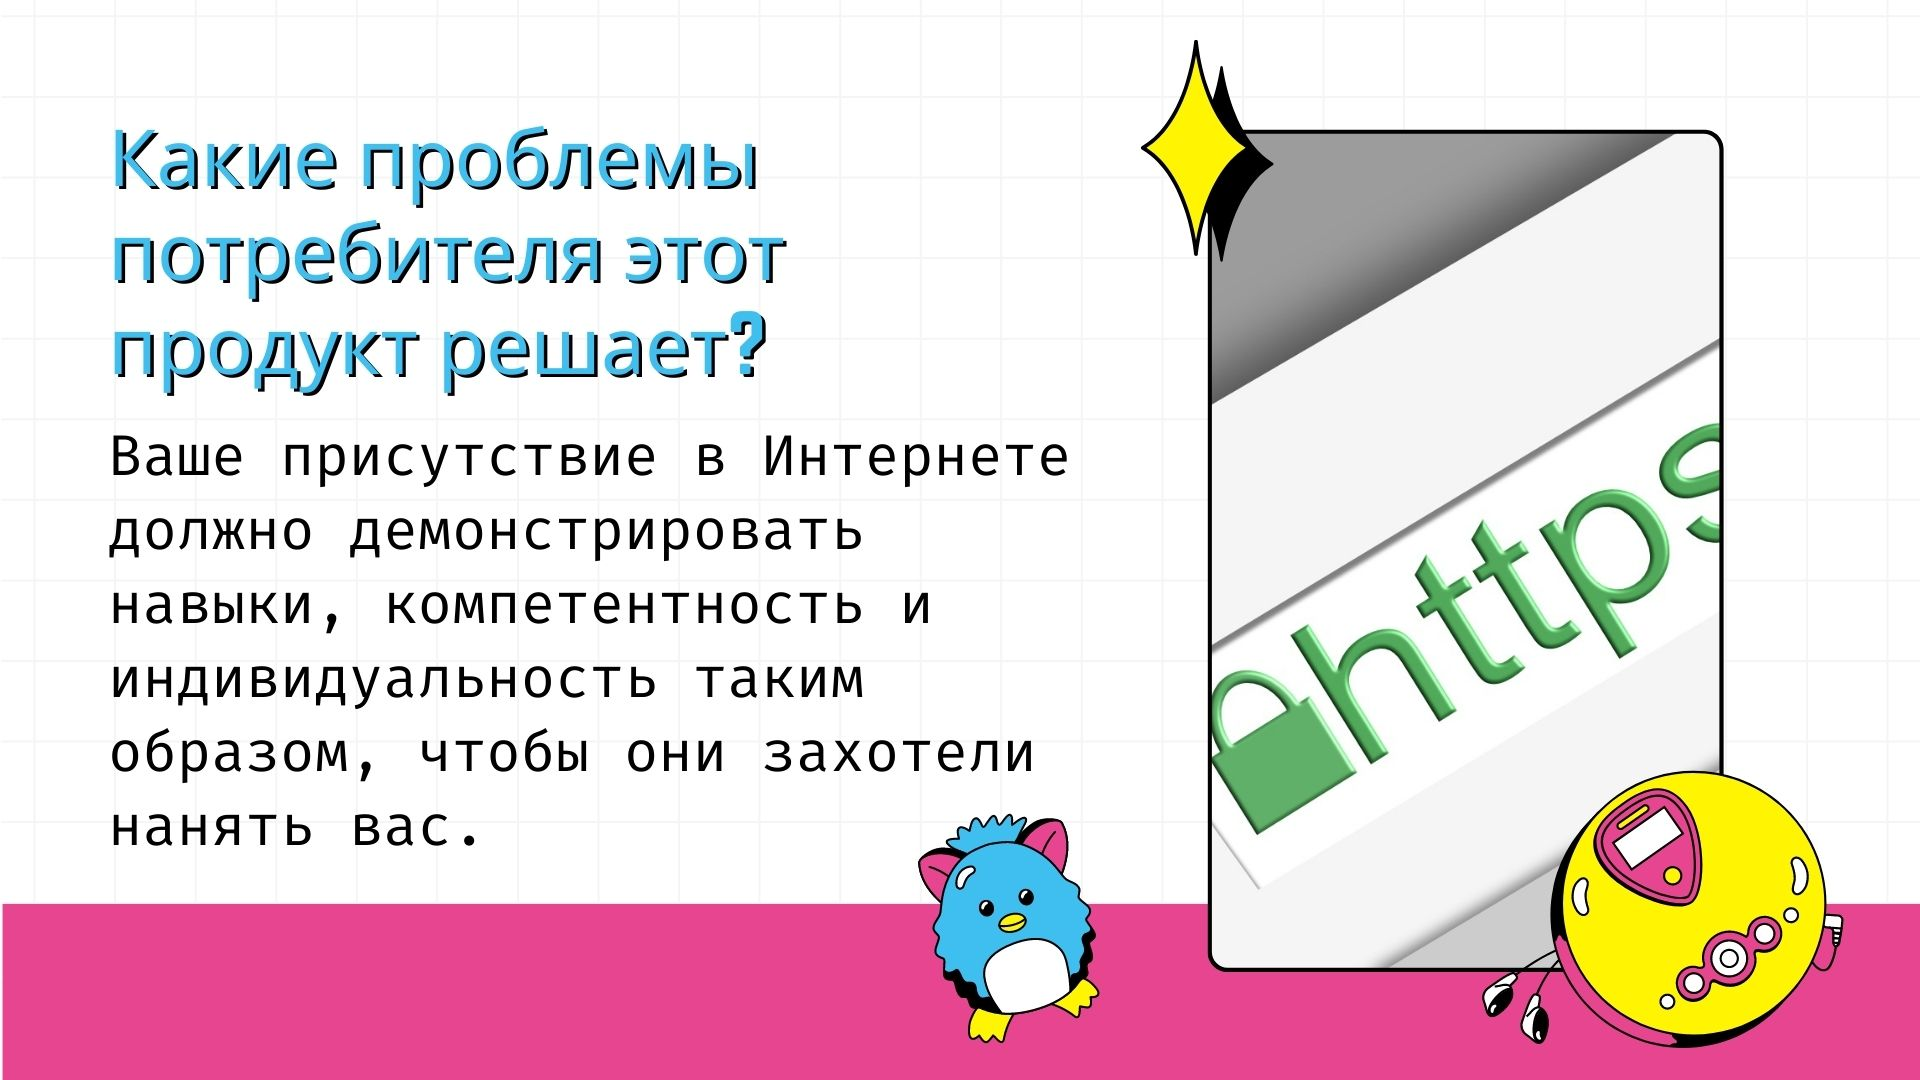 Какие проблемы
потребителя этот
продукт решает?
Ваше присутствие в Интернете
должно демонстрировать
навыки, компетентность и
индивидуальность таким
образом, чтобы они захотели
нанять вас.
https